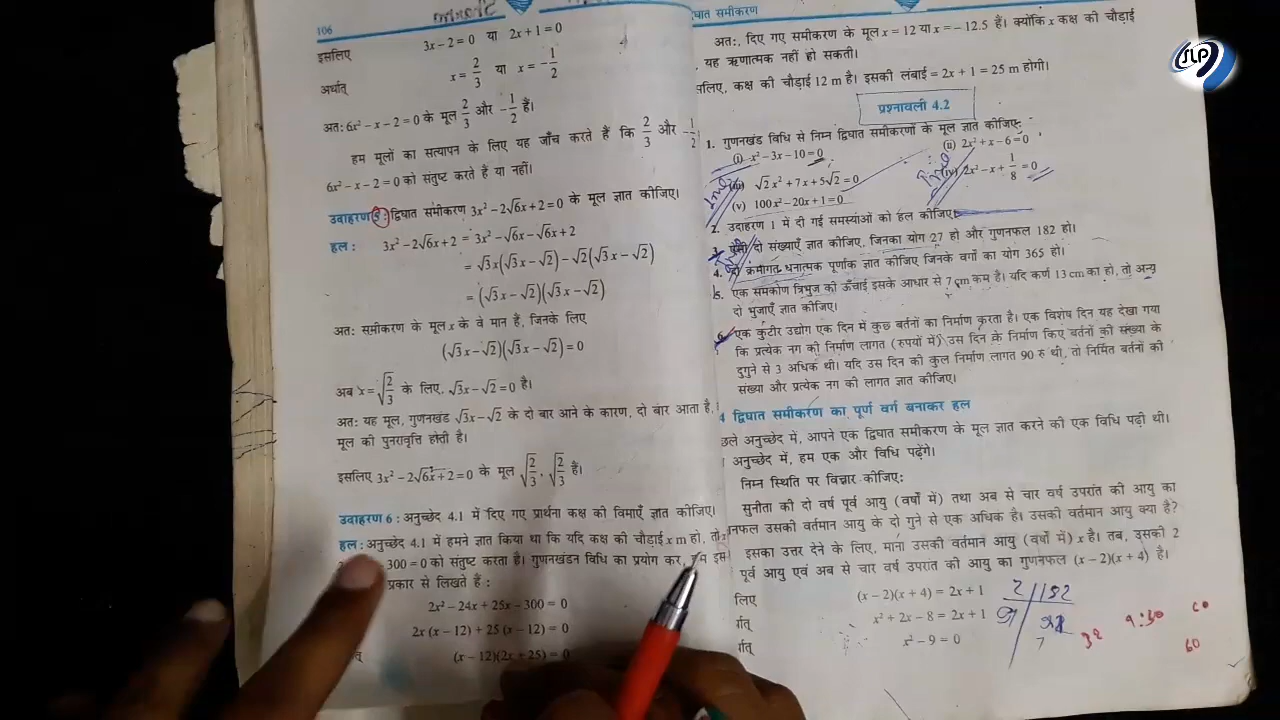 106
इसलिए 3x – 2 = 0 या 2x + 1 = 0
अर्थात् x = 2/3 या x = –1/2
अतः 6x² – x – 2 = 0 के मूल 2/3 और –1/2 हैं।
हम मूलों का सत्यापन के लिए यह जाँच करते हैं कि 2/3 और –1/2
6x² – x – 2 = 0 को संतुष्ट करते हैं या नहीं।
उदाहरण 5 : द्विघात समीकरण 3x² – 2√6x + 2 = 0 के मूल ज्ञात कीजिए।
हल : 3x² – 2√6x + 2 = 3x² – √6x – √6x + 2
= √3x(√3x – √2) – √2(√3x – √2)
= (√3x – √2)(√3x – √2)
अतः समीकरण के मूल x के वे मान हैं, जिनके लिए
(√3x – √2)(√3x – √2) = 0
अब x = √2/3 के लिए, √3x – √2 = 0 है।
अतः यह मूल, गुणनखंड √3x – √2 के दो बार आने के कारण, दो बार आता है,
मूल की पुनरावृति होती है।
इसलिए 3x² – 2√6x + 2 = 0 के मूल √2/3, √2/3 हैं।
उदाहरण 6 : अनुच्छेद 4.1 में दिए गए प्रार्थना कक्ष की विमाएँ ज्ञात कीजिए।
हल : अनुच्छेद 4.1 में हमने ज्ञात किया था कि यदि कक्ष की चौड़ाई x m हो, तो
300 = 0 को संतुष्ट करता है। गुणनखंडन विधि का प्रयोग कर, हम इस
प्रकार से लिखते हैं :
2x² – 24x + 25x – 300 = 0
2x (x – 12) + 25 (x – 12) = 0
(x – 12)(2x + 25) = 0
द्विघात समीकरण
अतः, दिए गए समीकरण के मूल x = 12 या x = – 12.5 हैं। क्योंकि x कक्ष की चौड़ाई
यह ऋणात्मक नहीं हो सकती।
कक्ष की चौड़ाई 12 m है। इसकी लंबाई = 2x + 1 = 25 m होगी।
प्रश्नावली 4.2
1. गुणनखंड विधि से निम्न द्विघात समीकरणों के मूल ज्ञात कीजिए:
(i) x² – 3x – 10 = 0 (ii) 2x² + x – 6 = 0
(iii) √2x² + 7x + 5√2 = 0 (iv) 2x² – x + 1/8 = 0
(v) 100x² – 20x + 1 = 0
2. उदाहरण 1 में दी गई समस्याओं को हल कीजिए।
3. ऐसी दो संख्याएँ ज्ञात कीजिए, जिनका योग 27 हो और गुणनफल 182 हो।
4. दो क्रमागत धनात्मक पूर्णांक ज्ञात कीजिए जिनके वर्गों का योग 365 हो।
5. एक समकोण त्रिभुज की ऊँचाई इसके आधार से 7 cm कम है। यदि कर्ण 13 cm का हो, तो अन्य
दो भुजाएँ ज्ञात कीजिए।
6. एक कुटीर उद्योग एक दिन में कुछ बर्तनों का निर्माण करता है। एक विशेष दिन यह देखा गया
कि प्रत्येक नग की निर्माण लागत (रुपयों में) उस दिन के निर्माण किए बर्तनों की संख्या के
दुगुने से 3 अधिक थी। यदि उस दिन की कुल निर्माण लागत 90 रु थी, तो निर्मित बर्तनों की
संख्या और प्रत्येक नग की लागत ज्ञात कीजिए।
4 द्विघात समीकरण का पूर्ण वर्ग बनाकर हल
छले अनुच्छेद में, आपने एक द्विघात समीकरण के मूल ज्ञात करने की एक विधि पढ़ी थी।
अनुच्छेद में, हम एक और विधि पढ़ेंगे।
निम्न स्थिति पर विचार कीजिए:
सुनीता की दो वर्ष पूर्व आयु (वर्षों में) तथा अब से चार वर्ष उपरांत की आयु का
नफल उसकी वर्तमान आयु के दो गुने से एक अधिक है। उसकी वर्तमान आयु क्या है?
इसका उत्तर देने के लिए, माना उसकी वर्तमान आयु (वर्षों में) x है। तब, उसकी 2
पूर्व आयु एवं अब से चार वर्ष उपरांत की आयु का गुणनफल (x – 2)(x + 4) है।
लिए (x – 2)(x + 4) = 2x + 1
र्थात् x² + 2x – 8 = 2x + 1
र्थात् x² – 9 = 0
32
9:30
60
SLP